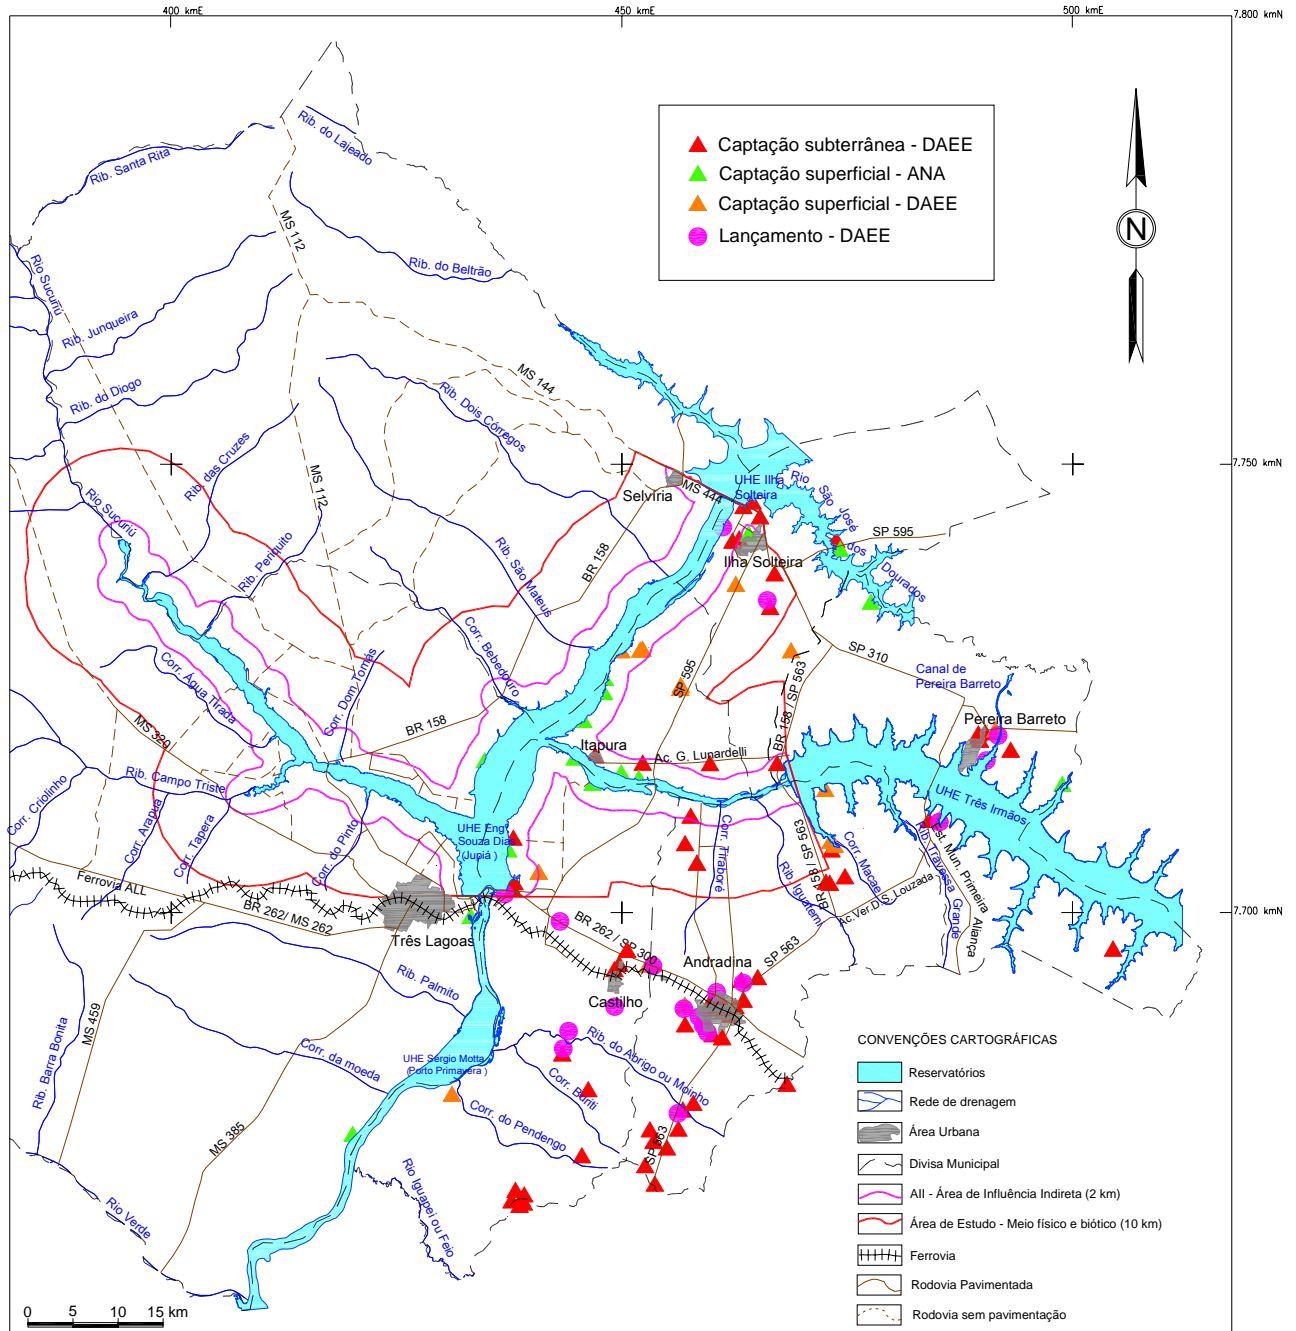 400 kmE
450 kmE
500 kmE
7.800 kmN
Captação subterrânea - DAEE
Captação superficial - ANA
Captação superficial - DAEE
Lançamento - DAEE
N
Rib. do Lajeado
Rib. Santa Rita
MS 112
Rio Sucuriú
Rib. do Beltrão
Rib. Junqueira
Rib. do Diogo
MS 144
Rib. Dois Córregos
Rib. das Cruzes
MS 112
7.750 kmN
Selvíria
MS 444
UHE Ilha
Solteira
Rio São José dos Dourados
SP 595
Rio Sucuriú
Rib. Periquito
Rib. São Mateus
BR 158
Ilha Solteira
Corr. Bebedouro
Corr. Água Tirada
Corr. Dom Tomás
SP 595
SP 310
Canal de
Pereira Barreto
BR 158 / SP 563
MS 320
BR 158
Pereira Barreto
Itapura
Ac. G. Lunardelli
Rib. Campo Triste
Corr. Criolinho
Corr. Arapuá
Corr. Tapera
Corr. do Pinto
UHE Três Irmãos
UHE Engº
Souza Dias
(Jupiá )
Corr. Tiraboré
Rib. Iguatemi
BR 158 / SP 563
Corr. Macaé
Rib. Travessa Grande
Est. Mun. Primeira Aliança
Ac.Ver.D.S. Louzada
Ferrovia ALL
BR 262/ MS 262
Três Lagoas
BR 262 / SP 300
7.700 kmN
SP 563
Andradina
Castilho
Rib. Palmito
MS 459
Rib. Barra Bonita
Corr. da moeda
UHE Sérgio Motta
(Porto Primavera )
Rib. do Abrigo ou Moinho
Corr. Buriti
Corr. do Pendengo
MS 385
SP 563
Rio Iguapei ou Feio
Rio Verde
CONVENÇÕES CARTOGRÁFICAS
Reservatórios
Rede de drenagem
Área Urbana
Divisa Municipal
AII - Área de Influência Indireta (2 km)
Área de Estudo - Meio físico e biótico (10 km)
Ferrovia
Rodovia Pavimentada
Rodovia sem pavimentação
0 5 10 15 km